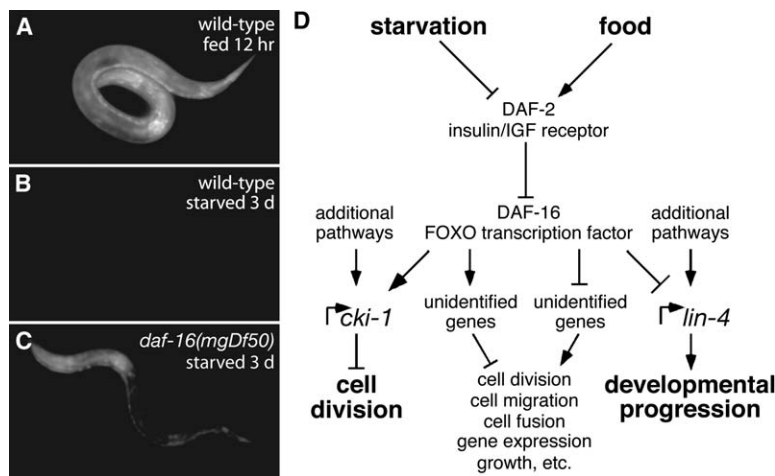 A
wild-type
fed 12 hr
B
wild-type
starved 3 d
C
daf-16(mgDf50)
starved 3 d
D
starvation
food
DAF-2
insulin/IGF receptor
DAF-16
FOXO transcription factor
additional
pathways
additional
pathways
cki-1
unidentified
genes
unidentified
genes
lin-4
cell
division
cell division
cell migration
cell fusion
gene expression
growth, etc.
developmental
progression